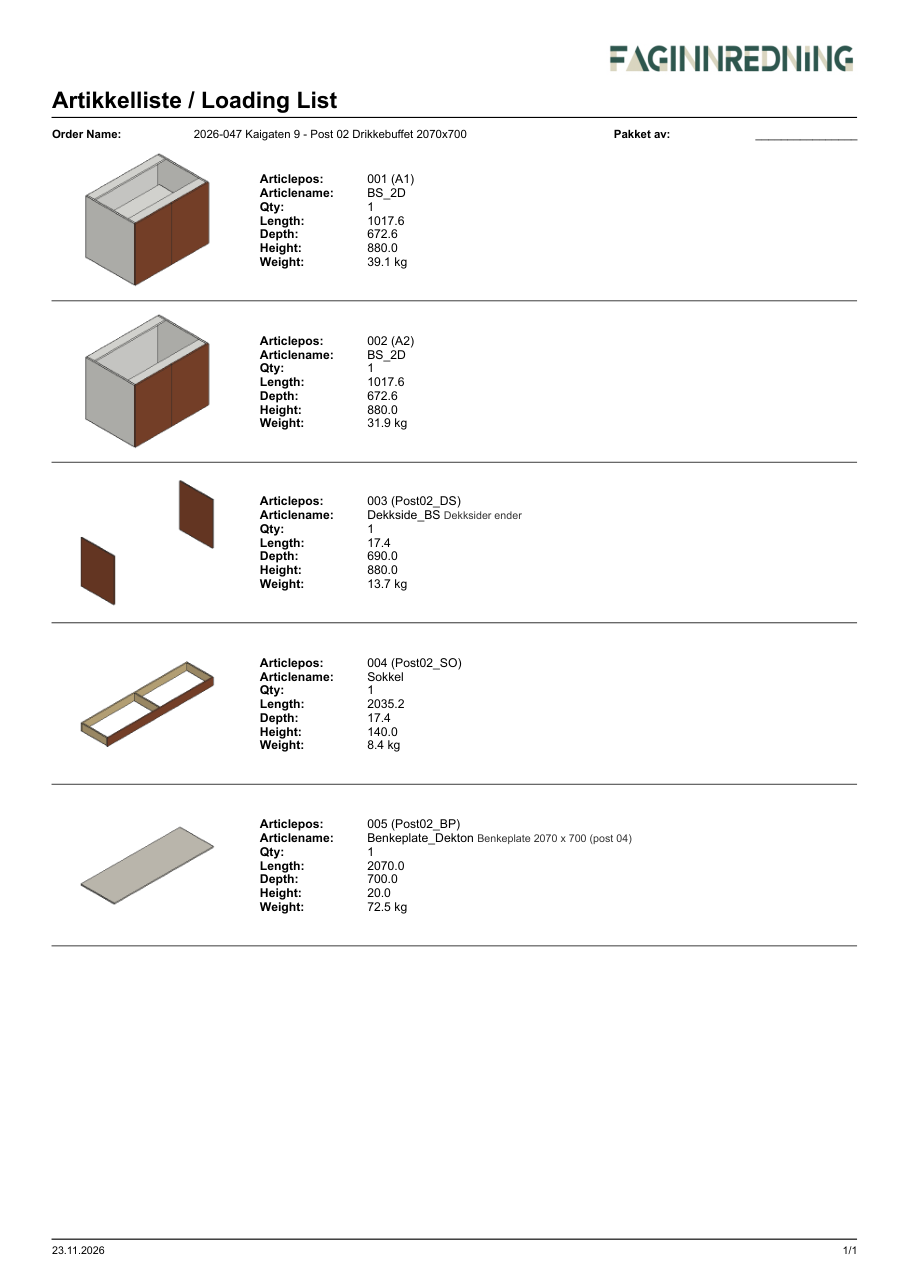 FAGINNREDNING
Artikkelliste / Loading List
Order Name: 2026-047 Kaigaten 9 - Post 02 Drikkebuffet 2070x700 Pakket av: ________________
Articlepos: 001 (A1)
Articlename: BS_2D
Qty: 1
Length: 1017.6
Depth: 672.6
Height: 880.0
Weight: 39.1 kg
Articlepos: 002 (A2)
Articlename: BS_2D
Qty: 1
Length: 1017.6
Depth: 672.6
Height: 880.0
Weight: 31.9 kg
Articlepos: 003 (Post02_DS)
Articlename: Dekkside_BS Dekksider ender
Qty: 1
Length: 17.4
Depth: 690.0
Height: 880.0
Weight: 13.7 kg
Articlepos: 004 (Post02_SO)
Articlename: Sokkel
Qty: 1
Length: 2035.2
Depth: 17.4
Height: 140.0
Weight: 8.4 kg
Articlepos: 005 (Post02_BP)
Articlename: Benkeplate_Dekton Benkeplate 2070 x 700 (post 04)
Qty: 1
Length: 2070.0
Depth: 700.0
Height: 20.0
Weight: 72.5 kg
23.11.2026 1/1